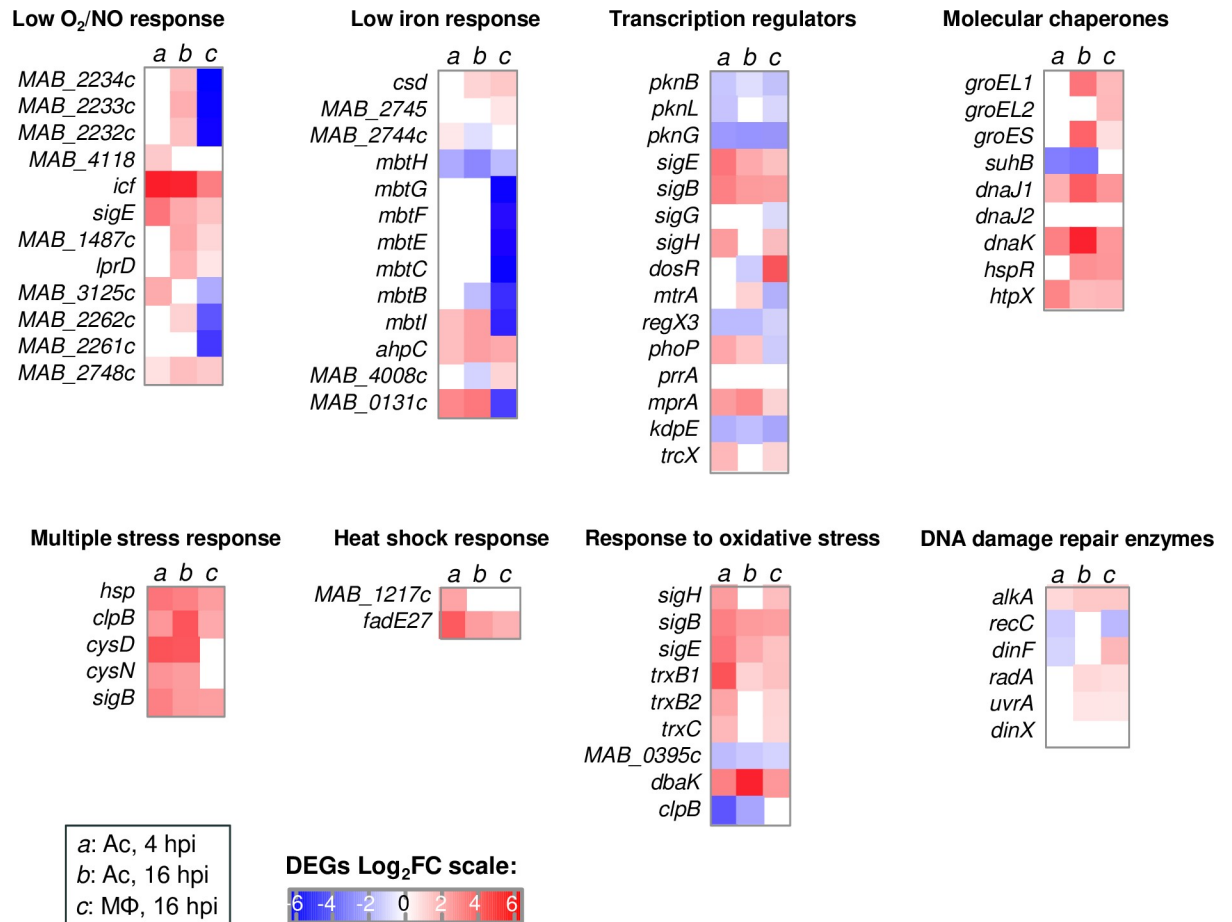 Low O₂/NO response
a b c
MAB_2234c
MAB_2233c
MAB_2232c
MAB_4118
icf
sigE
MAB_1487c
lprD
MAB_3125c
MAB_2262c
MAB_2261c
MAB_2748c
Low iron response
a b c
csd
MAB_2745
MAB_2744c
mbtH
mbtG
mbtF
mbtE
mbtC
mbtB
mbtI
ahpC
MAB_4008c
MAB_0131c
Transcription regulators
a b c
pknB
pknL
pknG
sigE
sigB
sigG
sigH
dosR
mtrA
regX3
phoP
prrA
mprA
kdpE
trcX
Molecular chaperones
a b c
groEL1
groEL2
groES
suhB
dnaJ1
dnaJ2
dnaK
hspR
htpX
Multiple stress response
a b c
hsp
clpB
cysD
cysN
sigB
Heat shock response
a b c
MAB_1217c
fadE27
Response to oxidative stress
a b c
sigH
sigB
sigE
trxB1
trxB2
trxC
MAB_0395c
dbaK
clpB
DNA damage repair enzymes
a b c
alkA
recC
dinF
radA
uvrA
dinX
a: Ac, 4 hpi
b: Ac, 16 hpi
c: MΦ, 16 hpi
DEGs Log₂FC scale:
-6 -4 -2 0 2 4 6